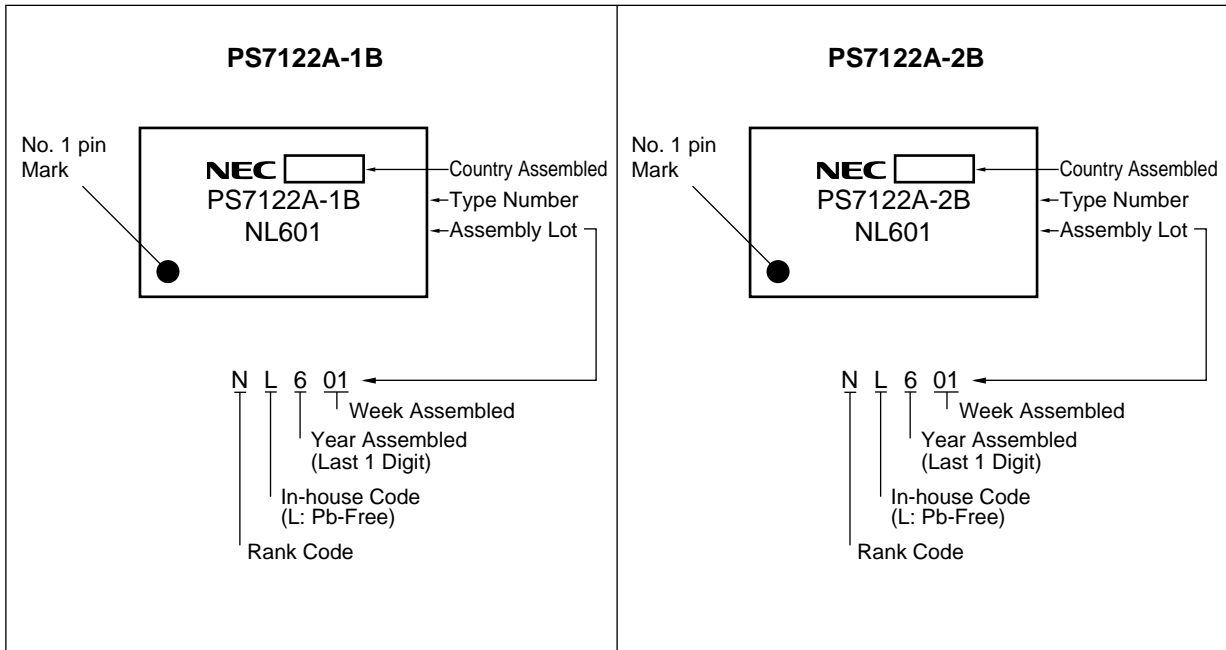 PS7122A-1B
No. 1 pin
Mark
NEC
Country Assembled
PS7122A-1B
Type Number
NL601
Assembly Lot
N L 6 01
Week Assembled
Year Assembled
(Last 1 Digit)
In-house Code
(L: Pb-Free)
Rank Code
PS7122A-2B
No. 1 pin
Mark
NEC
Country Assembled
PS7122A-2B
Type Number
NL601
Assembly Lot
N L 6 01
Week Assembled
Year Assembled
(Last 1 Digit)
In-house Code
(L: Pb-Free)
Rank Code